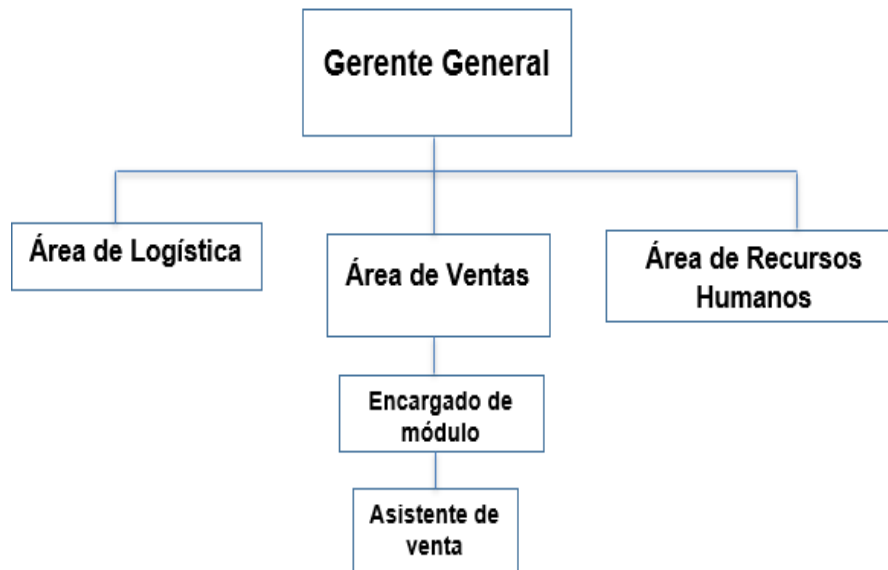 Gerente General
Área de Logística
Área de Ventas
Área de Recursos
Humanos
Encargado de
módulo
Asistente de
venta